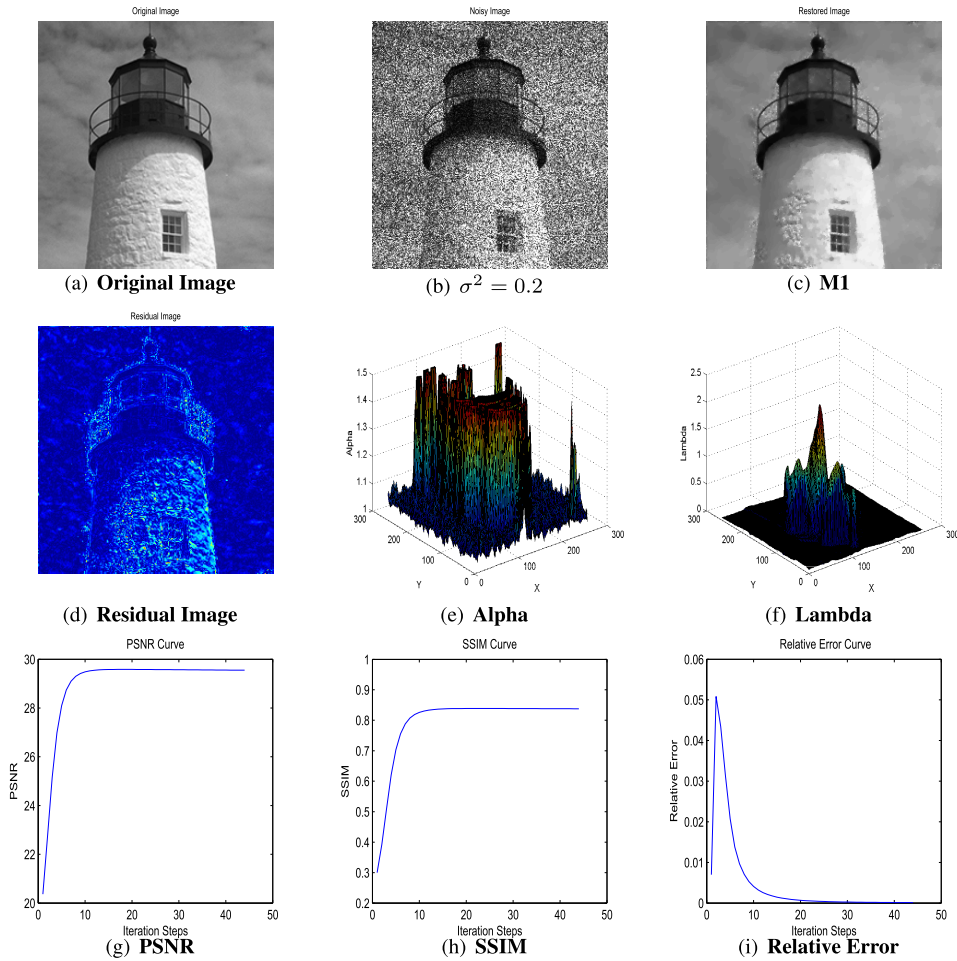 Original Image
Noisy Image
Restored Image
(a) Original Image
(b) σ² = 0.2
(c) M1
Residual Image
1.5
1.4
1.3
1.2
1.1
1
Alpha
300
200
100
0
Y
0
100
200
300
X
2.5
2
1.5
1
0.5
0
Lambda
300
200
100
0
Y
0
100
200
300
X
(d) Residual Image
(e) Alpha
(f) Lambda
PSNR Curve
30
28
26
24
22
20
PSNR
0
10
20
30
40
50
Iteration Steps
SSIM Curve
1
0.9
0.8
0.7
0.6
0.5
0.4
0.3
0.2
SSIM
0
10
20
30
40
50
Iteration Steps
Relative Error Curve
0.06
0.05
0.04
0.03
0.02
0.01
0
Relative Error
0
10
20
30
40
50
Iteration Steps
(g) PSNR
(h) SSIM
(i) Relative Error